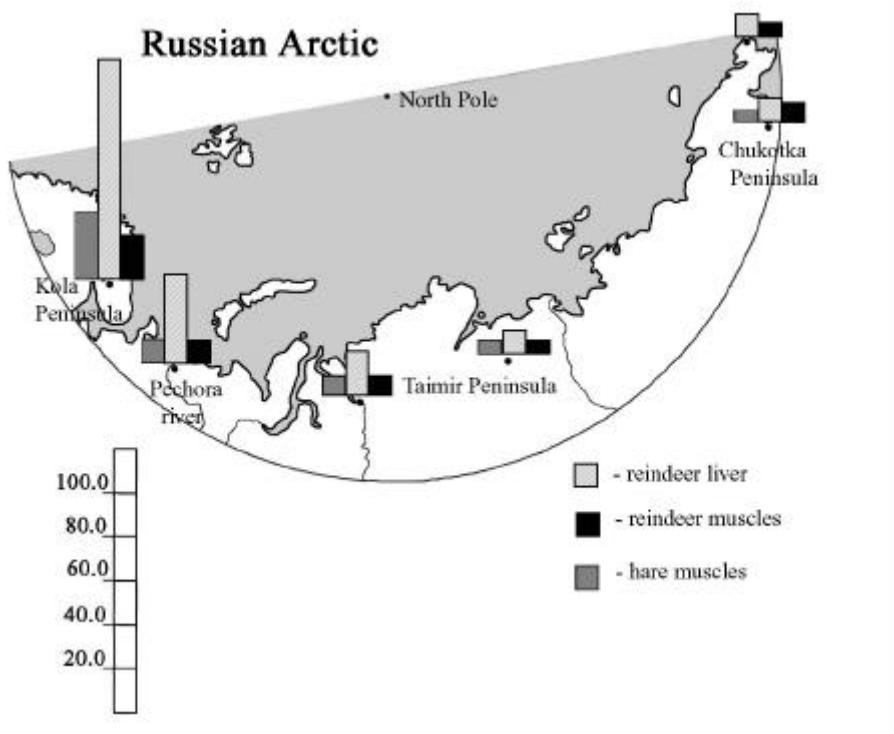 Russian Arctic
North Pole
Chukotka
Peninsula
Kola
Peninsula
Pechora
river
Taimir Peninsula
100.0
80.0
60.0
40.0
20.0
- reindeer liver
- reindeer muscles
- hare muscles